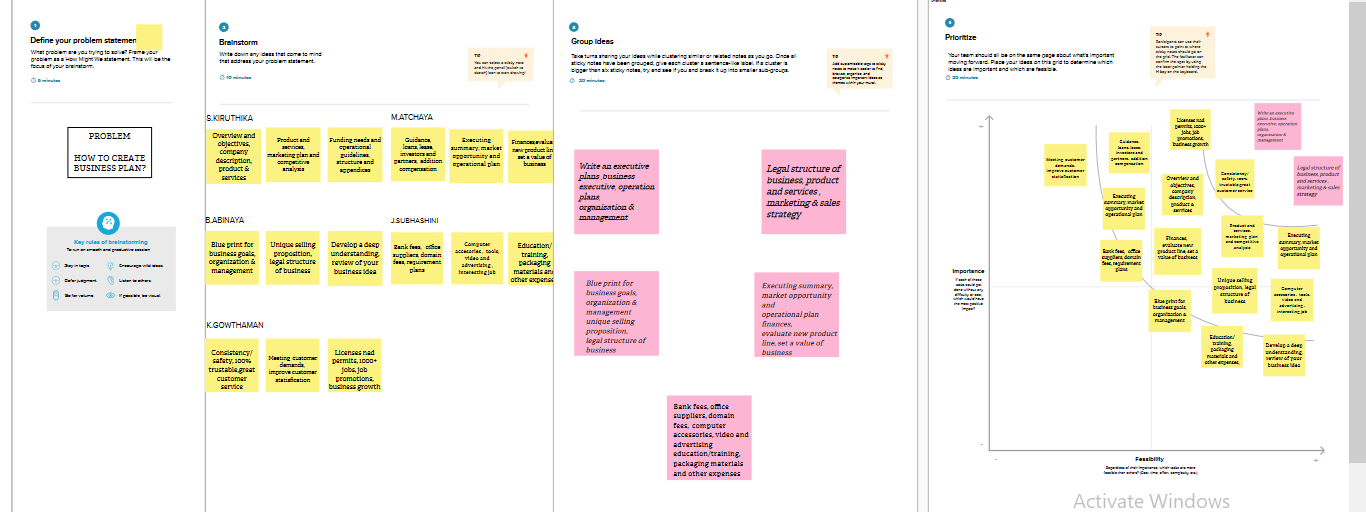 1
Define your problem statemen
What problem are you trying to solve? Frame your
problem as a How Might We statement. This will be the
focus of your brainstorm.
5 minutes
PROBLEM
HOW TO CREATE
BUSINESS PLAN?
Key rules of brainstorming
To run an smooth and productive session
Stay in topic.
Encourage wild ideas.
Defer judgment.
Listen to others.
Go for volume.
If possible, be visual.
2
Brainstorm
Write down any ideas that come to mind
that address your problem statement.
10 minutes
TIP
You can select a sticky note
and hit the pencil [switch to
sketch] icon to start drawing!
S.KIRUTHIKA
Overview and
objectives,
company
description,
product &
services
Product and
services,
marketing plan and
competitive
analysis
Funding needs and
operational
guidelines,
structure and
appendices
M.ATCHAYA
Guidance,
loans, lease,
investors and
partners, addition
compensation
Executing
summary, market
opportunity and
operational plan
new product lin
set a value of
business
B.ABINAYA
Blue print for
business goals,
organization &
management
Unique selling
proposition,
legal structure
of business
Develop a deep
understanding,
review of your
business idea
J.SUBHASHINI
Bank fees, office
suppliers, domain
fees, requirement
plans
Computer
accesories , tools,
video and
advertising ,
interesting job
Education/
training,
packaging
materials and
other expense
K.GOWTHAMAN
Consistency/
safety, 100%
trustable,great
customer
service
Meeting customer
demands,
improve customer
statisfication
Licenses nad
permits, 1000+
jobs, job
promotions,
business growth
3
Group ideas
Take turns sharing your ideas while clustering similar or related notes as you go. Once all
sticky notes have been grouped, give each cluster a sentence-like label. If a cluster is
bigger than six sticky notes, try and see if you and break it up into smaller sub-groups.
20 minutes
TIP
Add customizable tags to sticky
notes to make it easier to find,
browse, organize, and
categorize important ideas as
themes within your mural.
Write an executive
plans business
executive, operation
plans,
organisation &
management
Legal structure of
business, product
and services ,
marketing & sales
strategy
Blue print for
business goals,
organization &
management
unique selling
proposition,
legal structure of
business
Executing summary,
market opportunity
and
operational plan
finances,
evaluate new product
line, set a value of
business
Bank fees, office
suppliers, domain
fees, computer
accessories, video and
advertising
education/training,
packaging materials
and other expenses
4
Prioritize
Your team should all be on the same page about what's important
moving forward. Place your ideas on this grid to determine which
ideas are important and which are feasible.
20 minutes
TIP
Participants can use their
cursors to point at where
sticky notes should go on
the grid. The facilitator can
confirm the spot by using
the laser pointer holding the
H key on the keyboard.
Write an executive
plans business
executive, operation
plans,
organisation &
management
Legal structure of
business, product
and services ,
marketing & sales
strategy
Licenses nad
permits, 1000+
jobs, job
promotions,
business growth
Guidance,
loans, lease,
investors and
partners, addition
compensation
Meeting customer
demands,
improve customer
statisfication
Overview and
objectives,
company
description,
product &
services
Consistency/
safety, 100%
trustable,great
customer service
Executing
summary, market
opportunity and
operational plan
Product and
services,
marketing plan
and competitive
analysis
Executing
summary, market
opportunity and
operational plan
Finances,
evaluate new
product line, set a
value of business
Bank fees, office
suppliers, domain
fees, requirement
plans
Unique selling
proposition, legal
structure of
business
Computer
accesories , tools,
video and
advertising ,
interesting job
Blue print for
business goals,
organization &
management
Education/
training,
packaging
materials and
other expenses,
Develop a deep
understanding,
review of your
business idea
Importance
If each of these
tasks could get
done without any
difficulty or cost,
which would have
the most positive
impact?
Feasibility
Regardless of their importance, which tasks are more
feasible than others? (Cost, time, effort, complexity, etc.)
Activate Windows